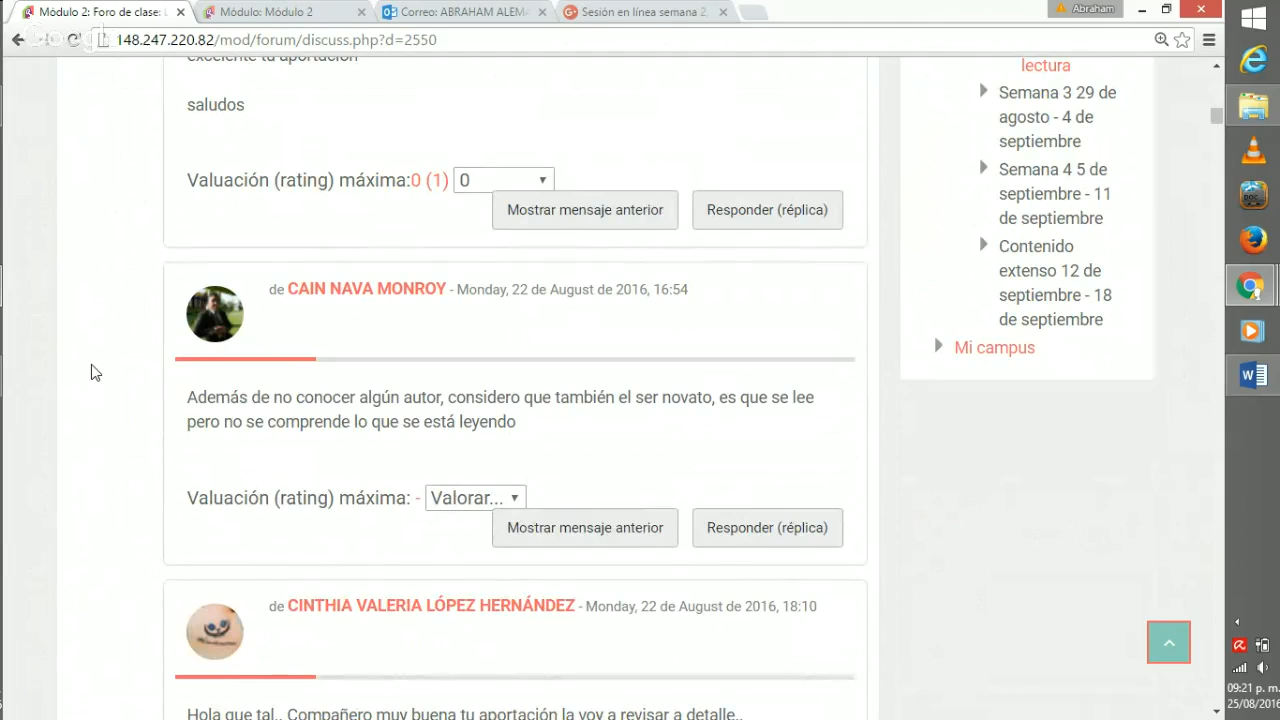 Módulo 2: Foro de clase:
Módulo: Módulo 2
Correo: ABRAHAM ALEM
Sesión en línea semana 2
Abraham
148.247.220.82/mod/forum/discuss.php?d=2550
excelente tu aportación
saludos
Valuación (rating) máxima:0 (1) 0
Mostrar mensaje anterior
Responder (réplica)
de CAIN NAVA MONROY - Monday, 22 de August de 2016, 16:54
Además de no conocer algún autor, considero que también el ser novato, es que se lee
pero no se comprende lo que se está leyendo
Valuación (rating) máxima: - Valorar...
Mostrar mensaje anterior
Responder (réplica)
de CINTHIA VALERIA LÓPEZ HERNÁNDEZ - Monday, 22 de August de 2016, 18:10
Hola que tal.. Compañero muy buena tu aportación la voy a revisar a detalle..
lectura
Semana 3 29 de
agosto - 4 de
septiembre
Semana 4 5 de
septiembre - 11
de septiembre
Contenido
extenso 12 de
septiembre - 18
de septiembre
Mi campus
09:21 p. m.
25/08/2016